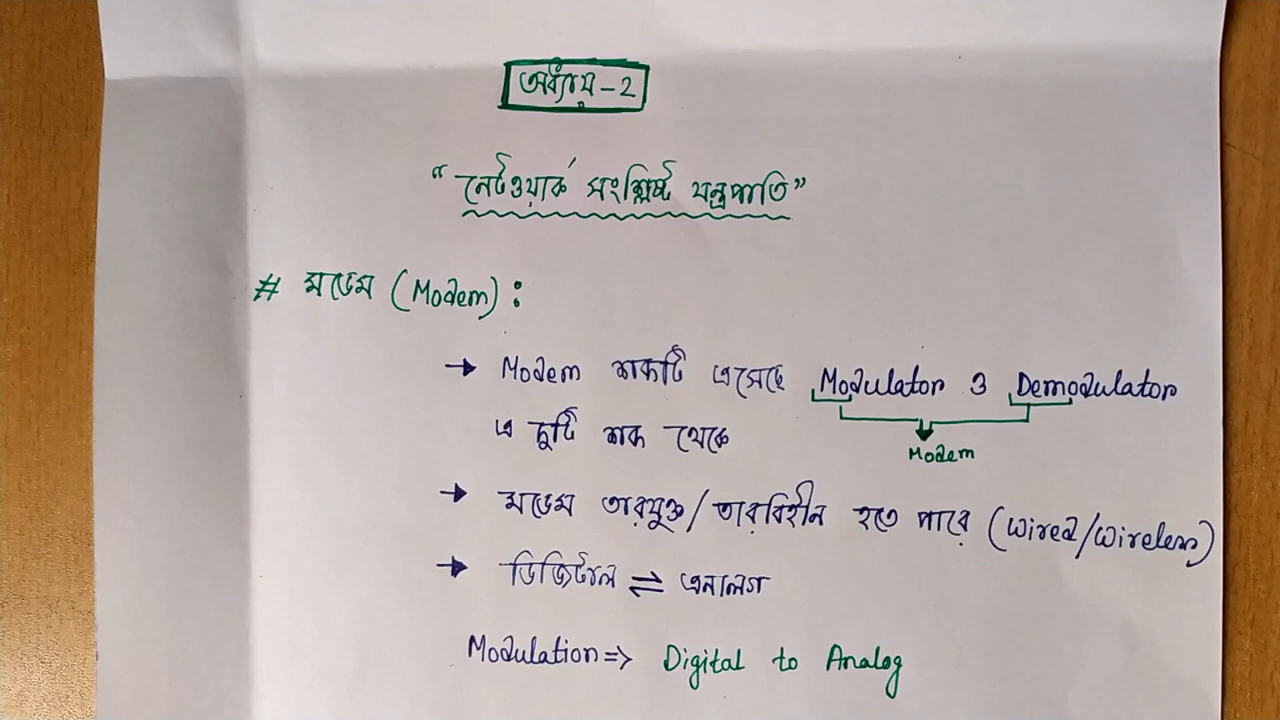 অধ্যায় - 2
“নেটওয়ার্ক সংশ্লিষ্ট যন্ত্রপাতি”
# মডেম (Modem) :
→ Modem শব্দটি এসেছে Modulator ও Demodulator
এ দুটি শব্দ থেকে
Modem
→ মডেম তারযুক্ত/তারবিহীন হতে পারে (wired/wireless)
→ ডিজিটাল ⇌ এনালগ
Modulation => Digital to Analog